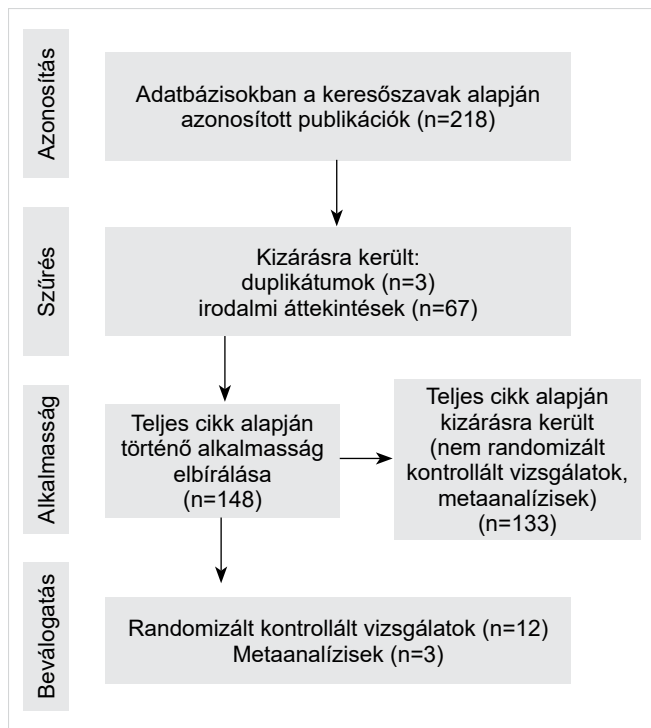 Azonosítás
Adatbázisokban a keresőszavak alapján
azonosított publikációk (n=218)
Szűrés
Kizárásra került:
duplikátumok (n=3)
irodalmi áttekintések (n=67)
Alkalmasság
Teljes cikk alapján
történő alkalmasság
elbírálása
(n=148)
Teljes cikk alapján
kizárásra került
(nem randomizált
kontrollált vizsgálatok,
metaanalízisek)
(n=133)
Beválogatás
Randomizált kontrollált vizsgálatok (n=12)
Metaanalízisek (n=3)